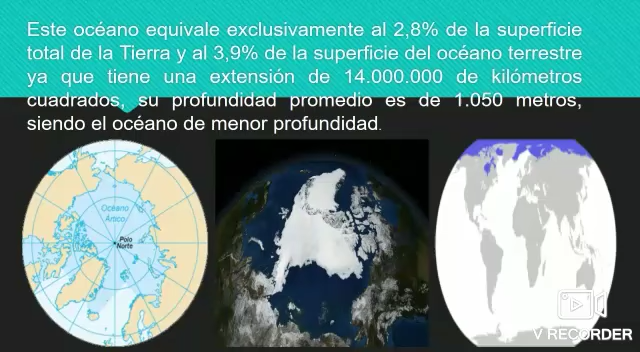 Este océano equivale exclusivamente al 2,8% de la superficie
total de la Tierra y al 3,9% de la superficie del océano terrestre
ya que tiene una extensión de 14.000.000 de kilómetros
cuadrados, su profundidad promedio es de 1.050 metros,
siendo el océano de menor profundidad.
Océano
Ártico
Polo
Norte
V RECORDER